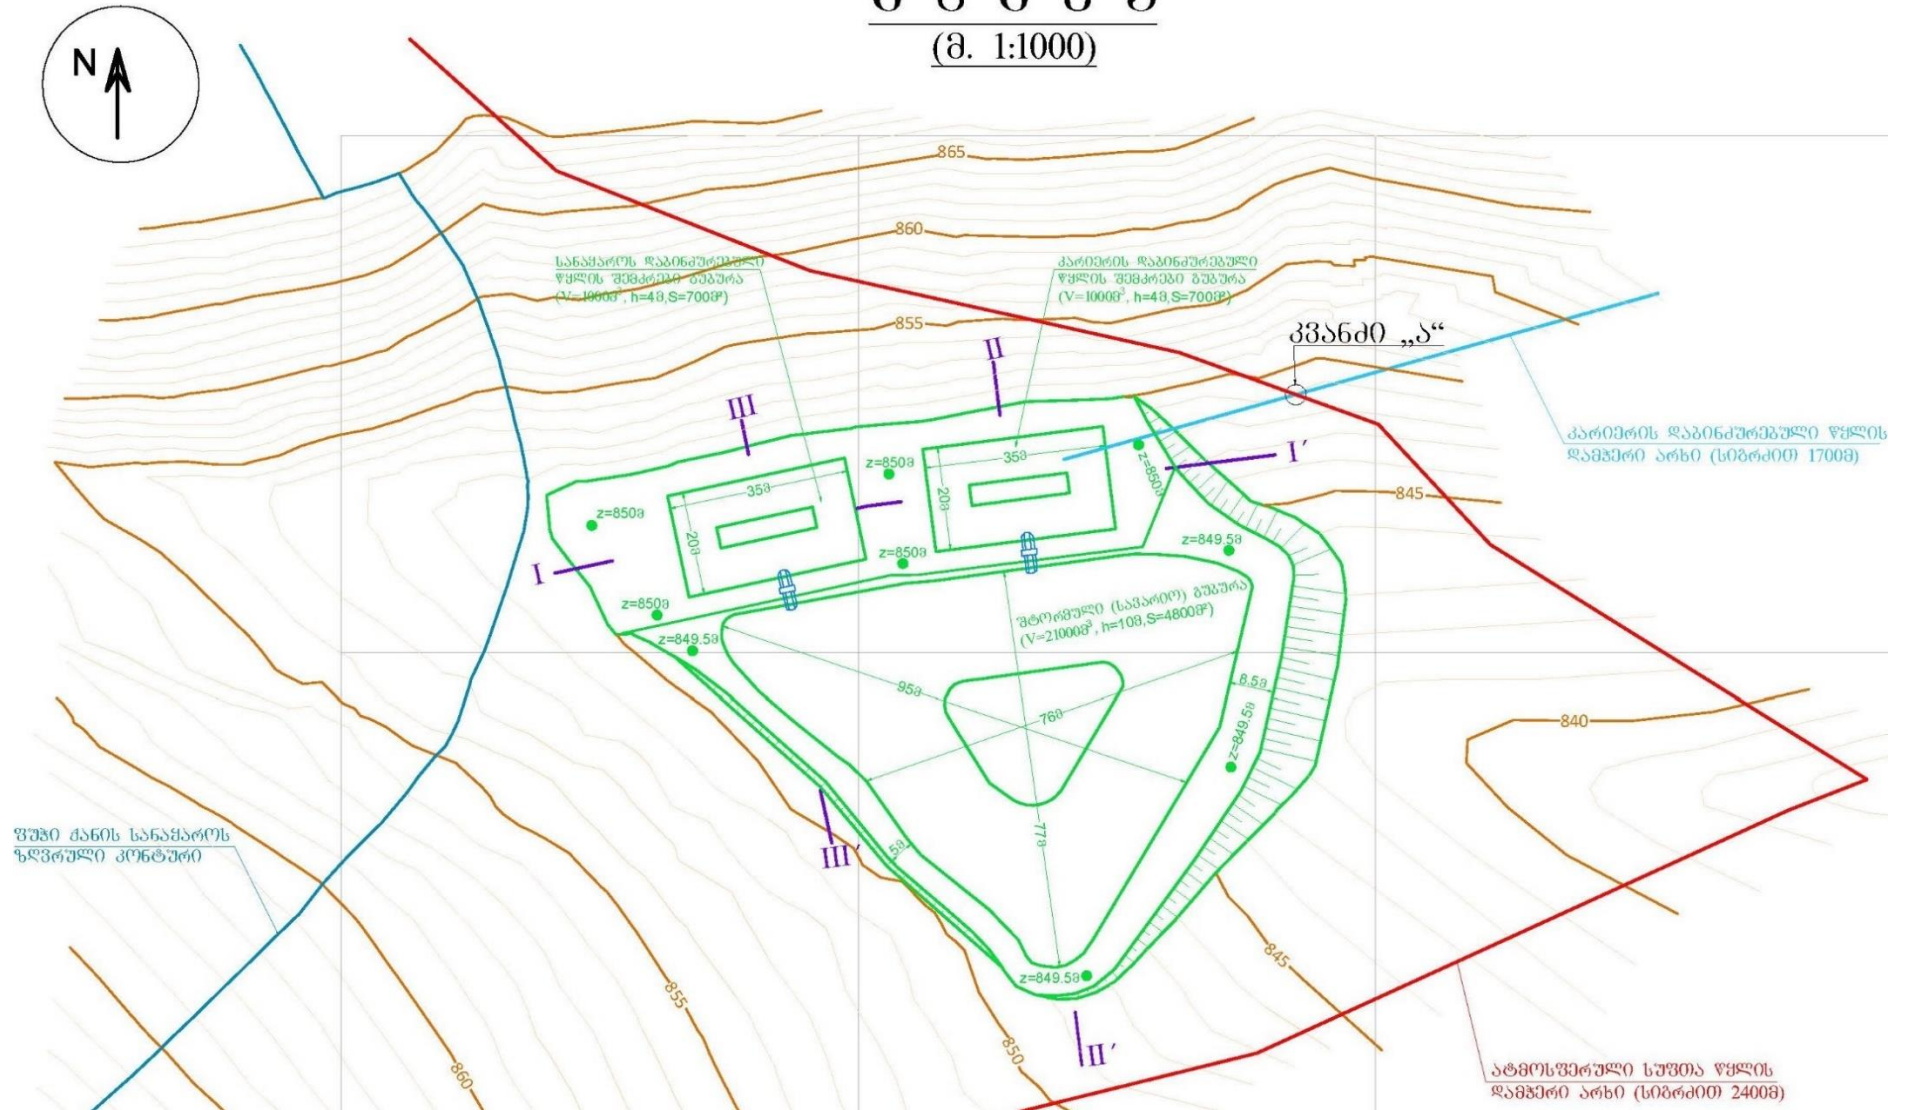 (მ. 1:1000)
N
865
860
სანაყაროს დაბინძურებული
წყლის შემკრები გუბურა
(V=1000მ³, h=4მ,S=700მ²)
კარიერის დაბინძურებული
წყლის შემკრები გუბურა
(V=1000მ³, h=4მ,S=700მ²)
855
კვანძი „ა“
II
III
I′
კარიერის დაბინძურებული წყლის
დამჭერი არხი (სიგრძით 1700მ)
z=850მ
35მ
z=850მ
35მ
20მ
z=850მ
845
z=850მ
20მ
I
z=850მ
z=849.5მ
z=850მ
შტორმული (სავარიო) გუბურა
(V=21000მ³, h=10მ,S=4800მ²)
z=849.5მ
95მ
76მ
8.5მ
z=849.5მ
840
77მ
ფუჭი ქანის სანაყაროს
ზღვრული კონტური
III′
5მ
845
z=849.5მ
855
850
II′
860
ატმოსფერული სუფთა წყლის
დამჭერი არხი (სიგრძით 2400მ)